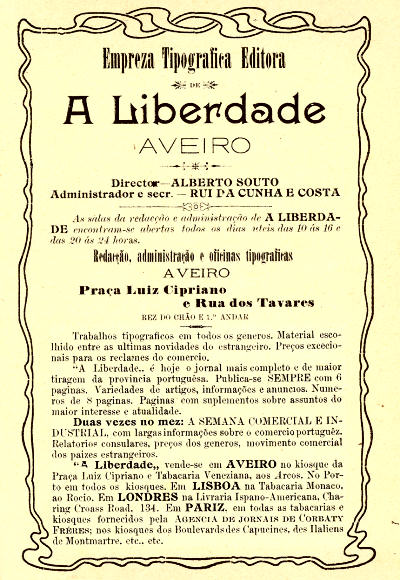 Empreza Tipografica Editora
DE
A Liberdade
AVEIRO
Director—ALBERTO SOUTO
Administrador e secr. — RUI DA CUNHA E COSTA
As salas da redacção e administração de A LIBERDA-
DE encontram-se abertas todos os dias uteis das 10 ás 16 e
das 20 ás 24 horas.
Redacção, administração e oficinas tipograficas
AVEIRO
Praça Luiz Cipriano
e Rua dos Tavares
REZ DO CHÃO E 1.º ANDAR
Trabalhos tipograficos em todos os generos. Material esco-
lhido entre as ultimas novidades do estrangeiro. Preços excecio-
nais para os reclames do comercio.
"A Liberdade„ é hoje o jornal mais completo e de maior
tiragem da provincia portuguêsa. Publica-se SEMPRE com 6
paginas. Variedades de artigos, informações e anuncios. Nume-
ros de 8 paginas. Paginas com suplementos sobre assuntos do
maior interesse e atualidade.
Duas vezes no mez: A SEMANA COMERCIAL E IN-
DUSTRIAL, com largas informações sobre o comercio portuguêz.
Relatorios consulares, preços dos generos, movimento comercial
dos paizes estrangeiros.
"A Liberdade„ vende-se em AVEIRO no kiosque da
Praça Luiz Cipriano e Tabacaria Veneziana, aos Arcos. No Por-
to em todos os kiosques. Em LISBOA na Tabacaria Monaco,
ao Rocio. Em LONDRES na Livraria Ispano-Americana, Cha-
ring Croass Road, 134. Em PARIZ, em todas as tabacarias e
kiosques fornecidos pela AGENCIA DE JORNAIS DE CORBATY
FRÈRES; nos kiosques dos Boulevards des Capucines, des Italiens
de Montmartre, etc., etc.